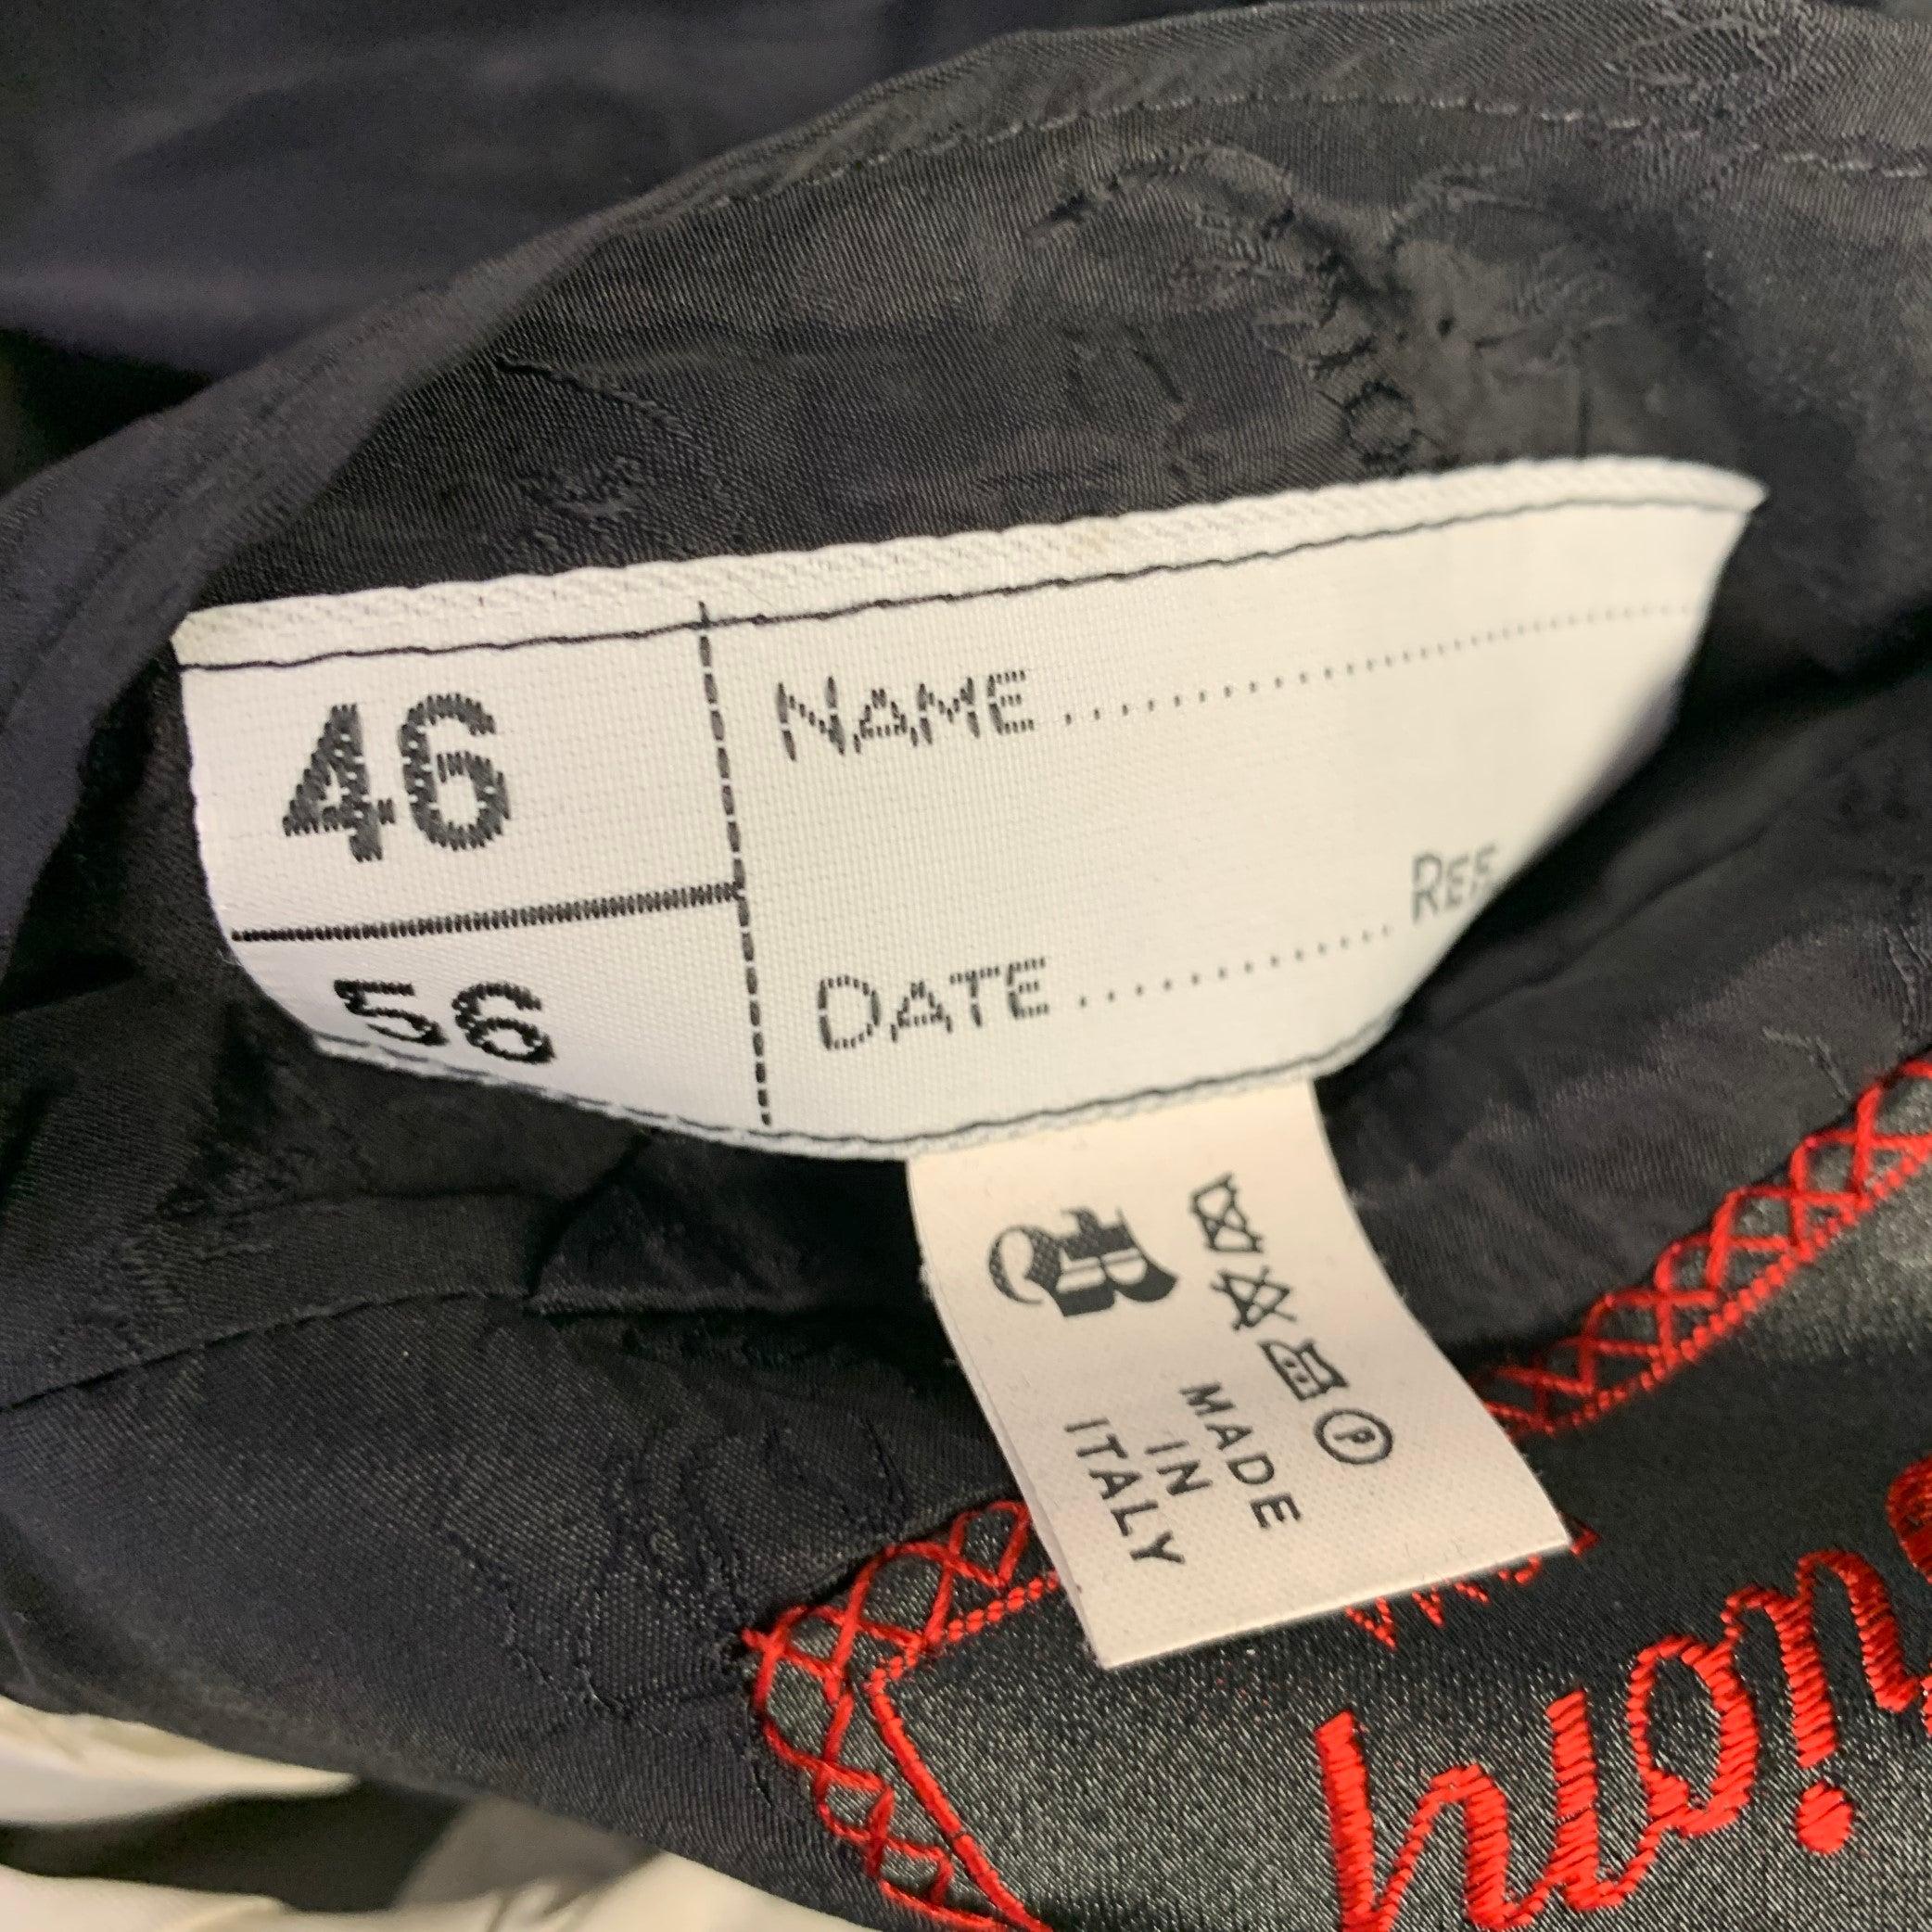 46
56
NAME ....................
DATE ............... REF.
MADE
IN
ITALY
P